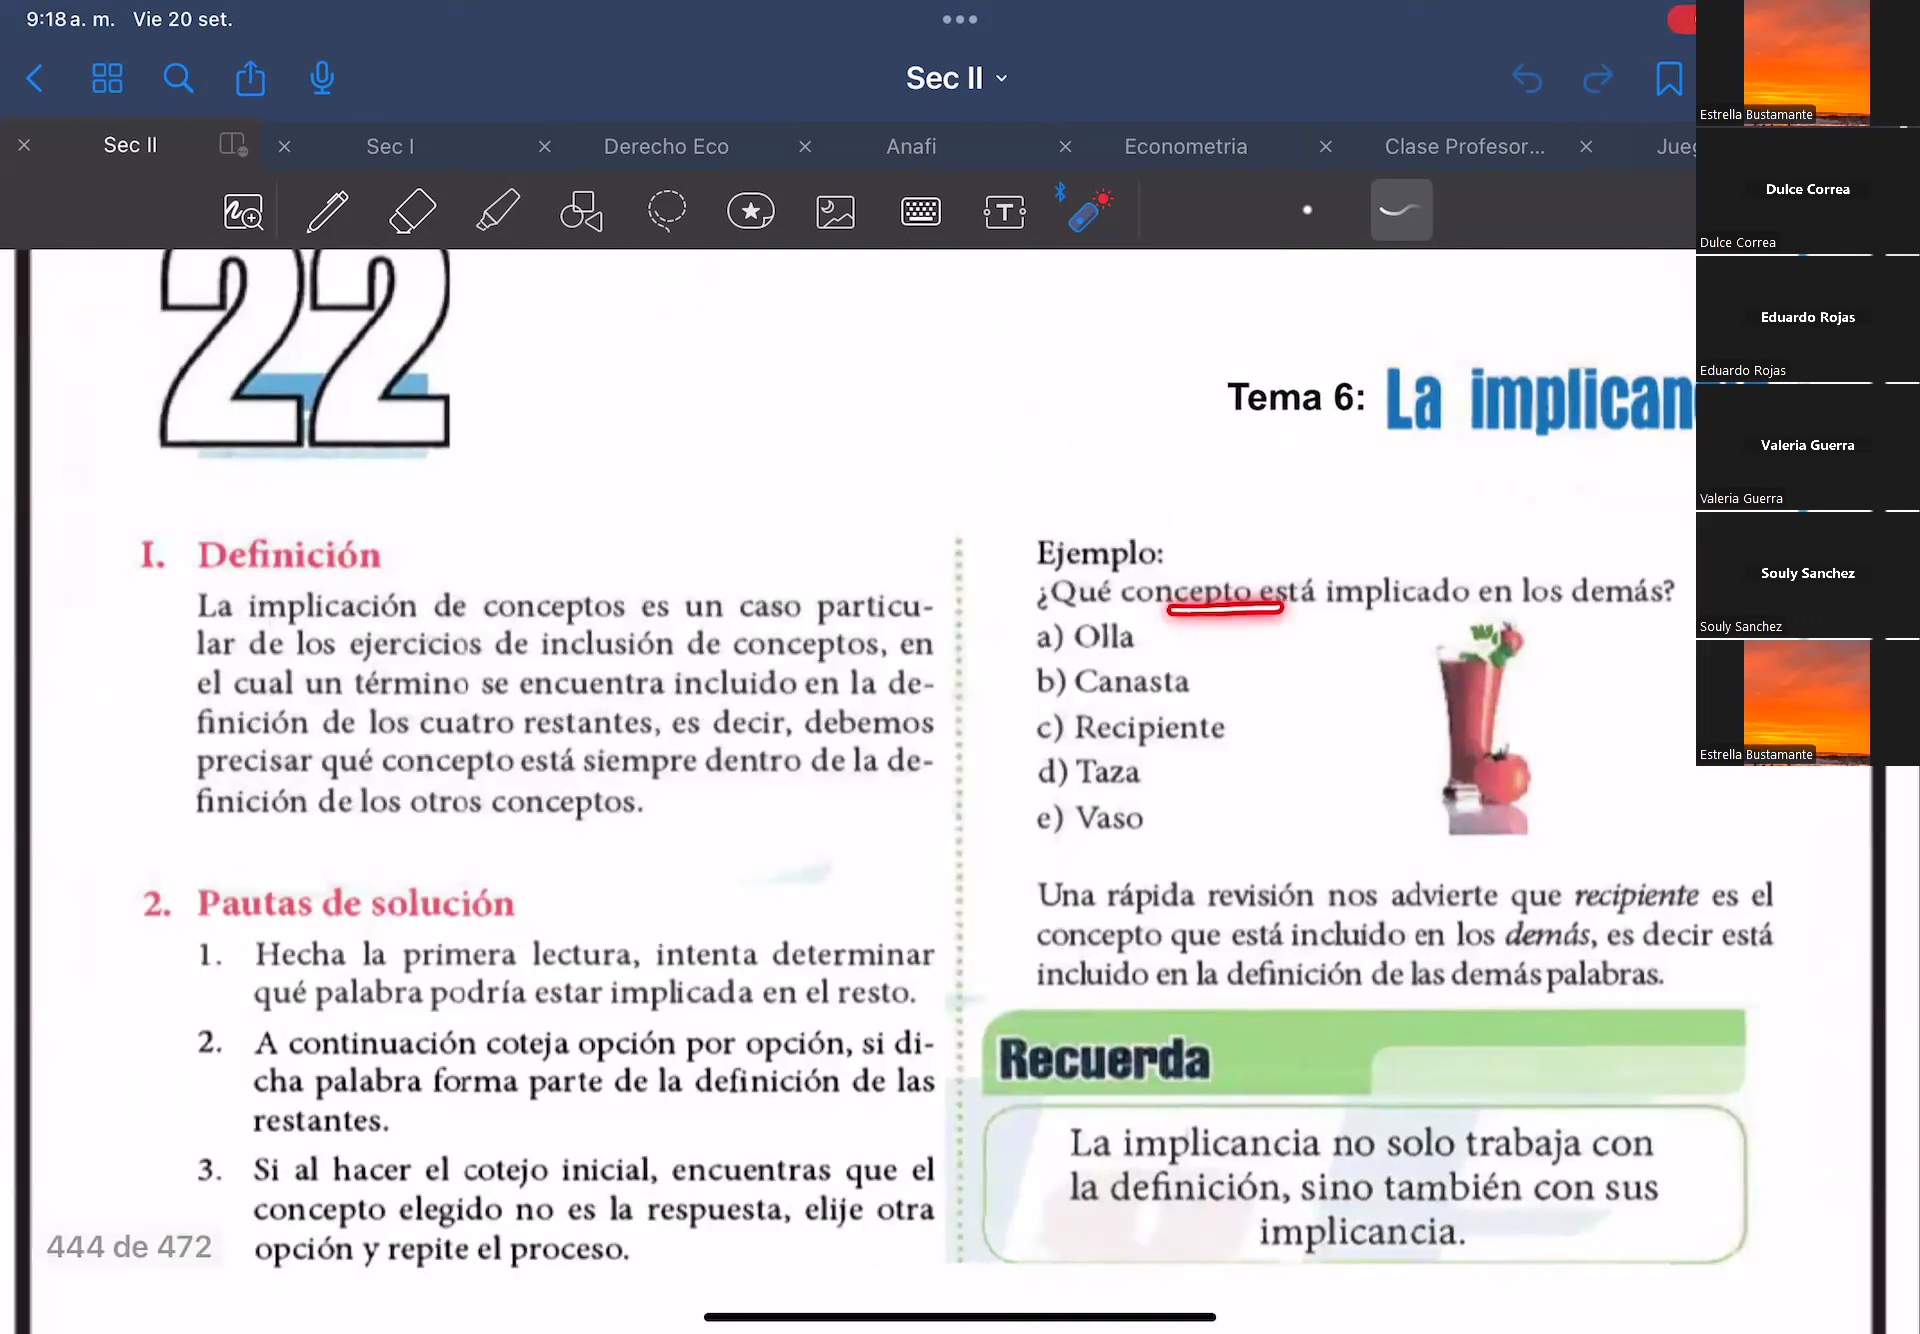 9:18 a. m. Vie 20 set.
Sec II
Sec II
Sec I
Derecho Eco
Anafi
Econometria
Clase Profesor...
22
Tema 6: La
I. Definición
La implicación de conceptos es un caso particu-
lar de los ejercicios de inclusión de conceptos, en
el cual un término se encuentra incluido en la de-
finición de los cuatro restantes, es decir, debemos
precisar qué concepto está siempre dentro de la de-
finición de los otros conceptos.
2. Pautas de solución
1. Hecha la primera lectura, intenta determinar
qué palabra podría estar implicada en el resto.
2. A continuación coteja opción por opción, si di-
cha palabra forma parte de la definición de las
restantes.
3. Si al hacer el cotejo inicial, encuentras que el
concepto elegido no es la respuesta, elije otra
opción y repite el proceso.
444 de 472
Ejemplo:
¿Qué concepto está implicado en los demás?
a) Olla
b) Canasta
c) Recipiente
d) Taza
e) Vaso
Una rápida revisión nos advierte que recipiente es el
concepto que está incluido en los demás, es decir está
incluido en la definición de las demás palabras.
Recuerda
La implicancia no solo trabaja con
la definición, sino también con sus
implicancia.
Estrella Bustamante
Dulce Correa
Dulce Correa
Eduardo Rojas
Eduardo Rojas
Valeria Guerra
Valeria Guerra
Souly Sanchez
Souly Sanchez
Estrella Bustamante